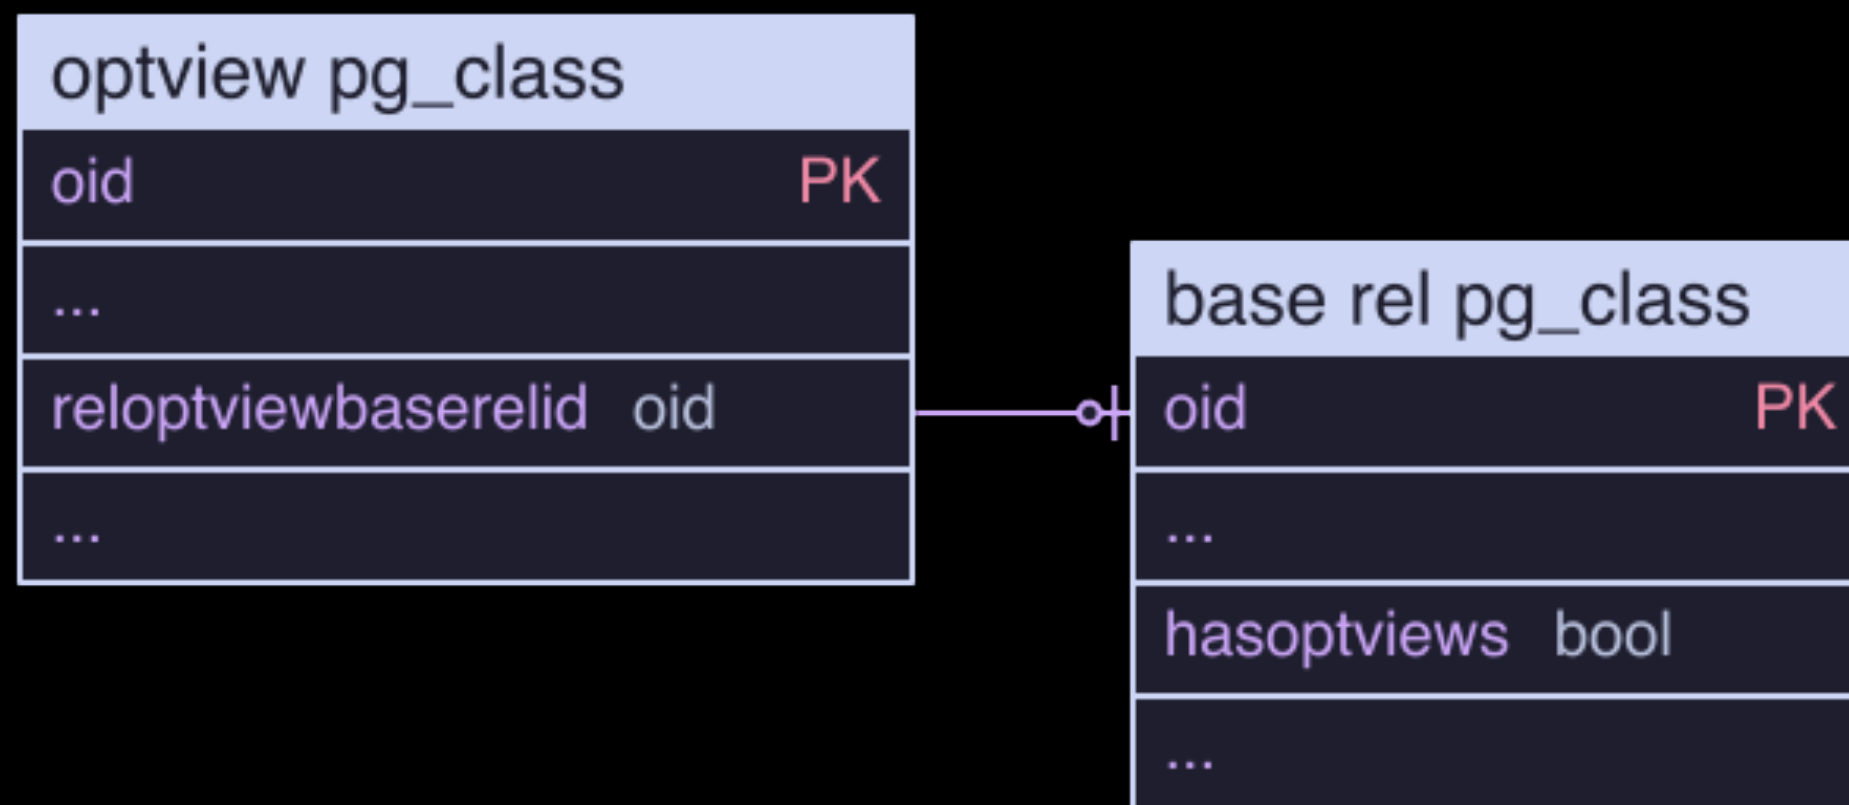 optview pg_class
oid PK
...
reloptviewbaserelid oid
...
base rel pg_class
oid PK
...
hasoptviews bool
...